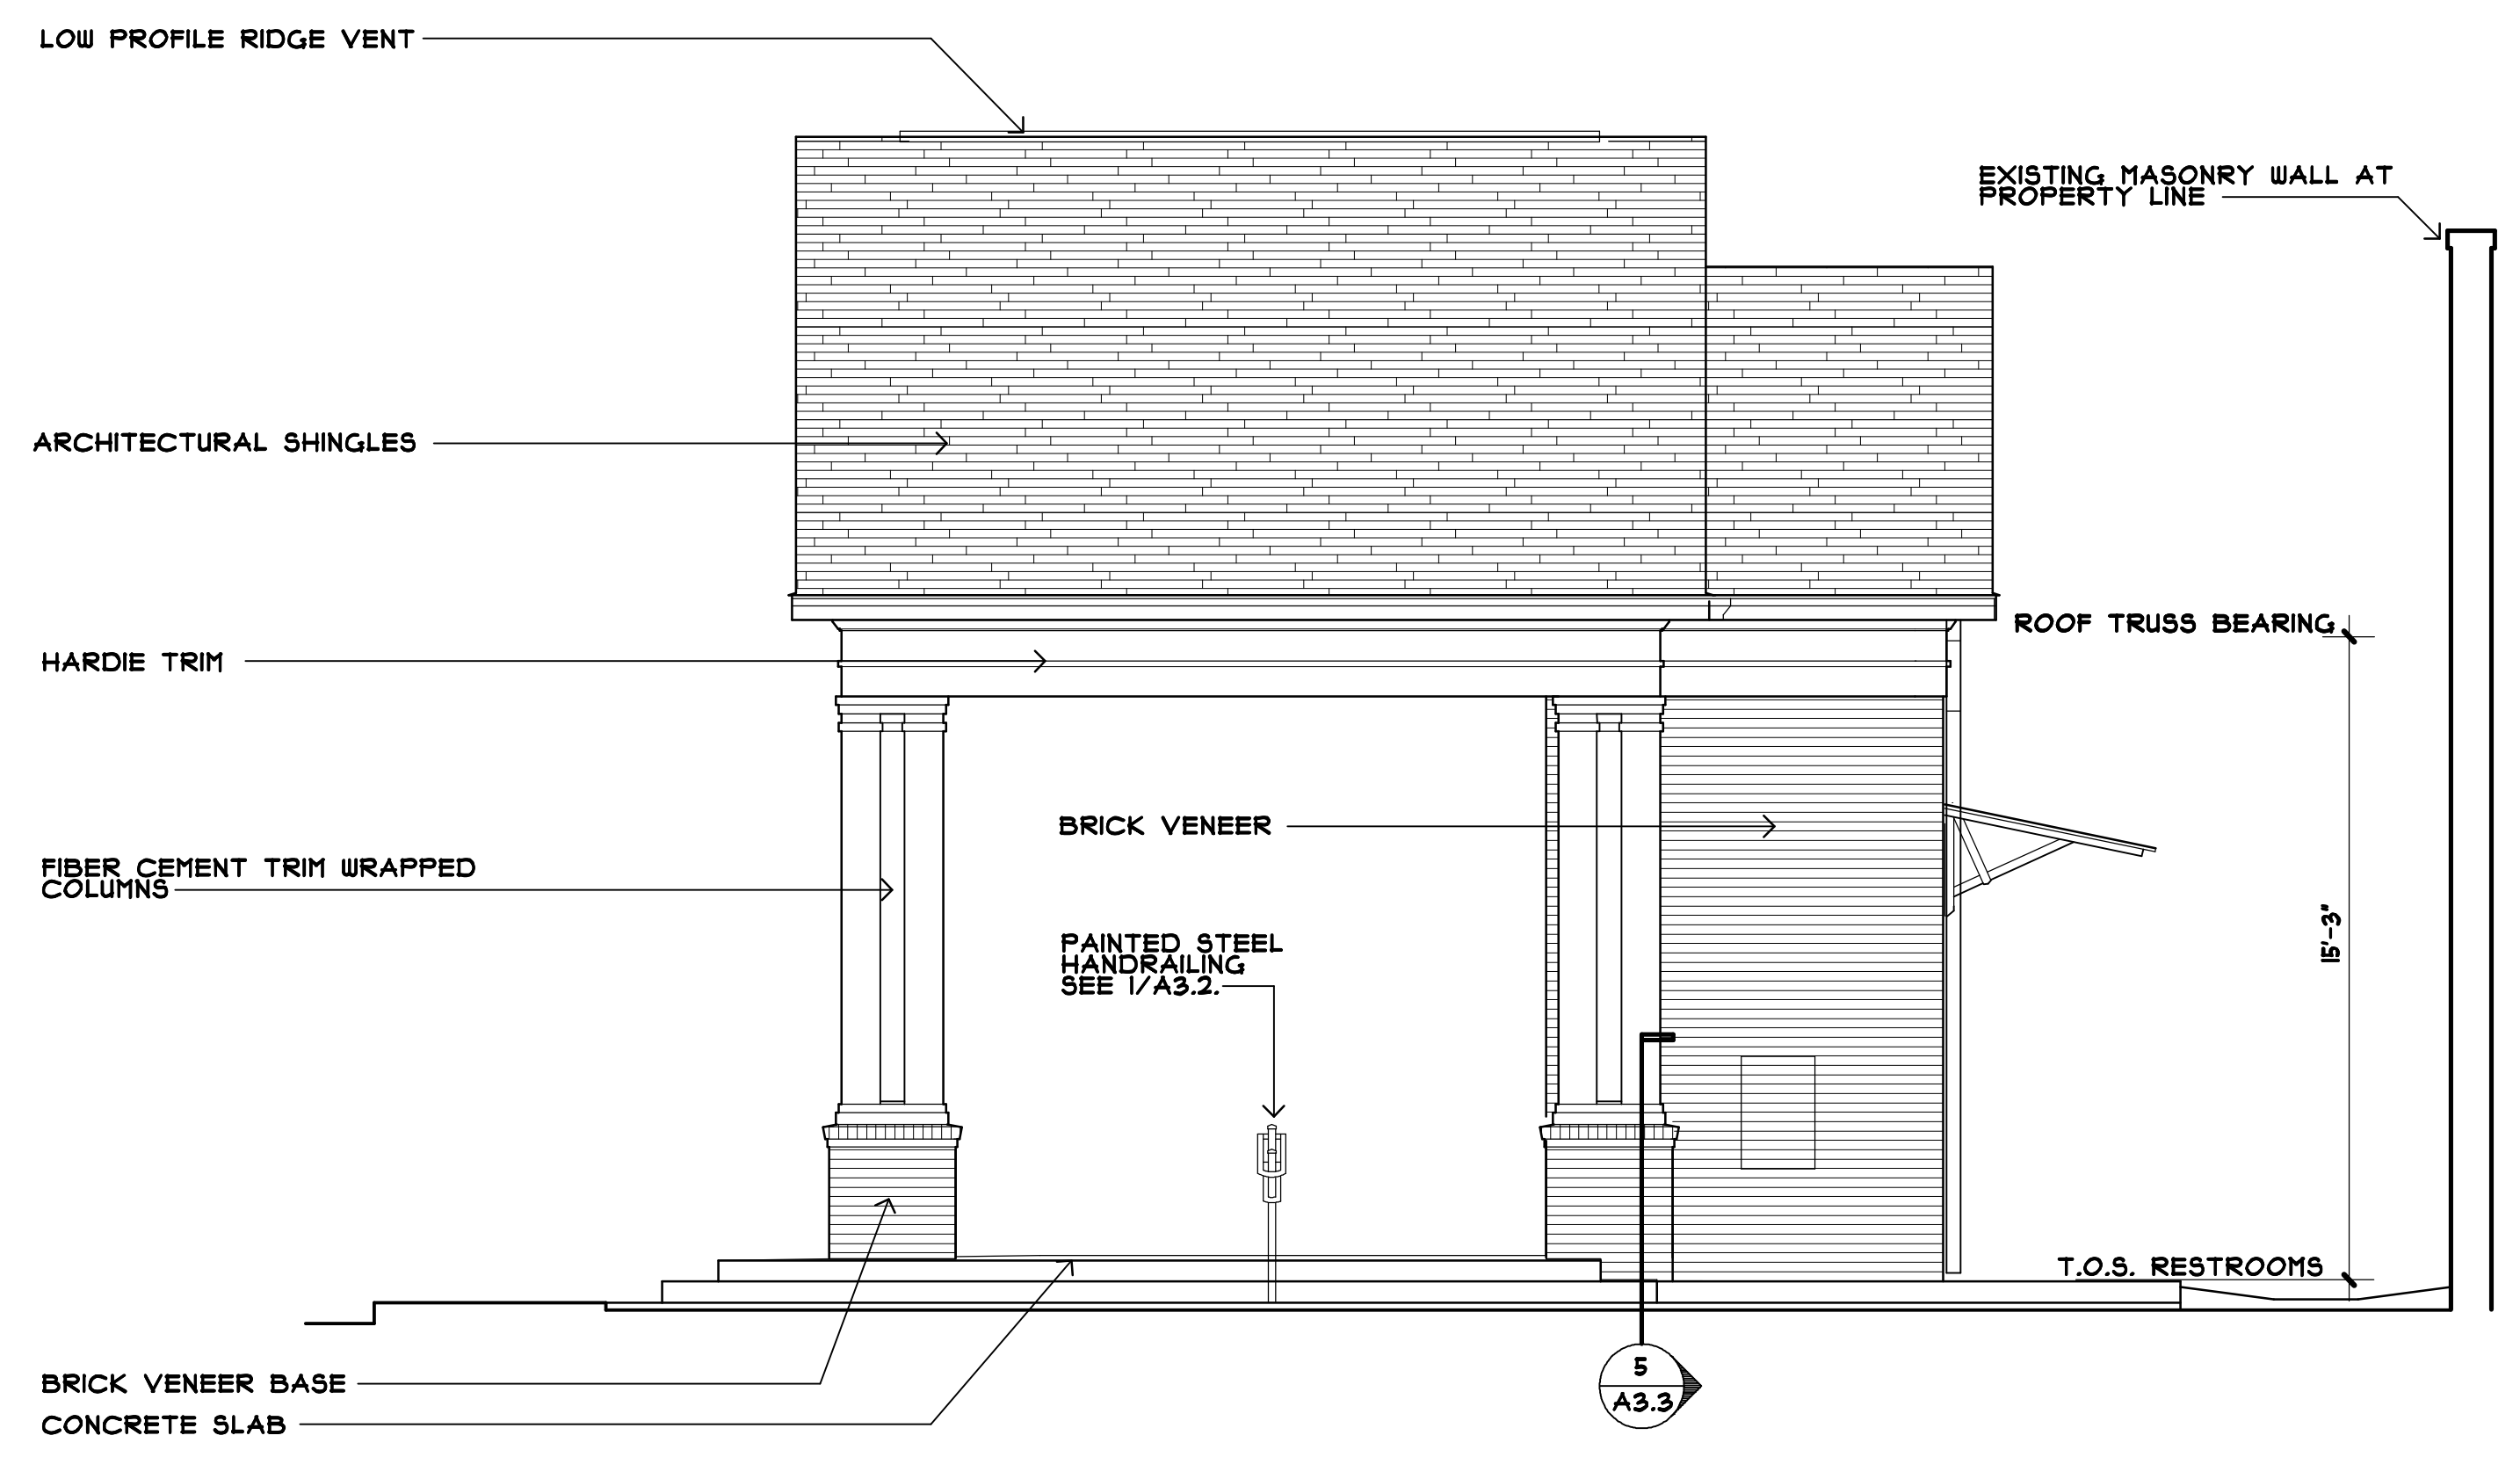 LOW PROFILE RIDGE VENT
EXISTING MASONRY WALL AT
PROPERTY LINE
ARCHITECTURAL SHINGLES
ROOF TRUSS BEARING
HARDIE TRIM
BRICK VENEER
FIBER CEMENT TRIM WRAPPED
COLUMNS
15'-3"
PAINTED STEEL
HANDRAILING
SEE 1/A3.2.
T.O.S. RESTROOMS
5
A3.3
BRICK VENEER BASE
CONCRETE SLAB